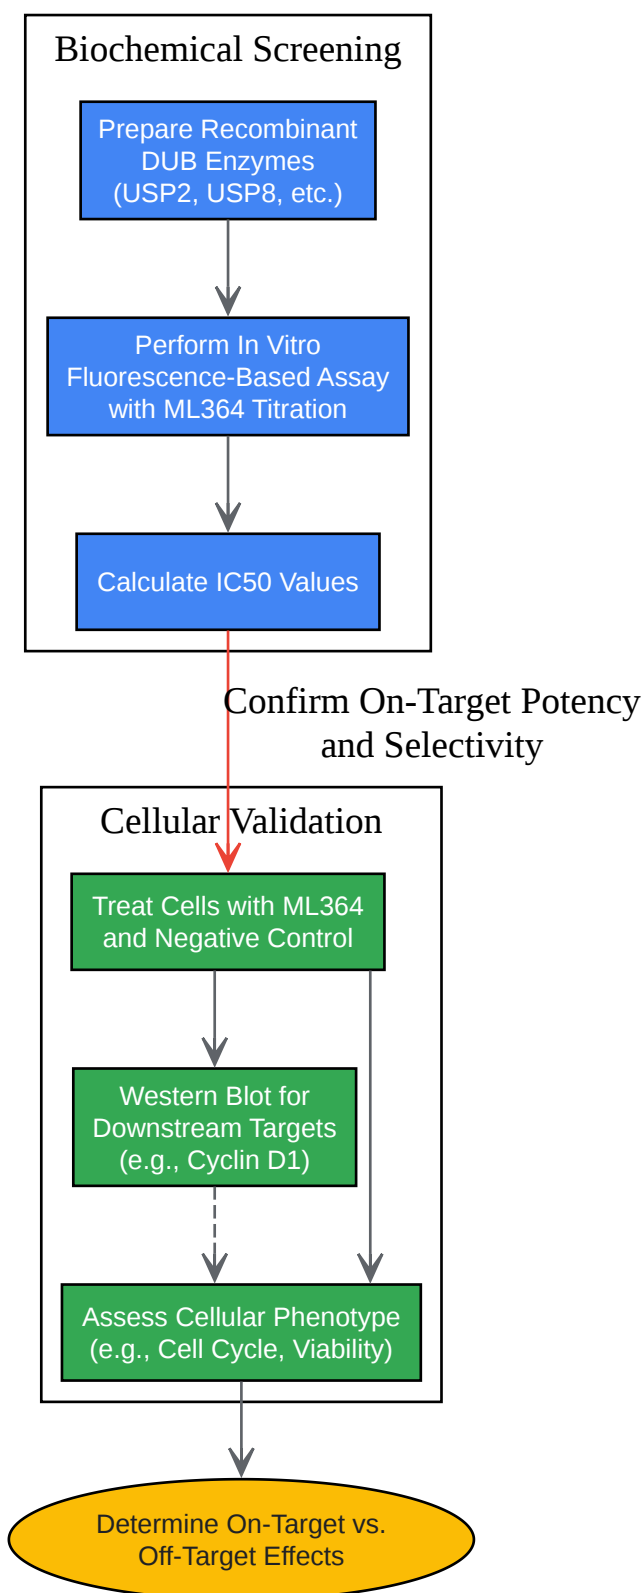 Biochemical Screening
Prepare Recombinant
DUB Enzymes
(USP2, USP8, etc.)
Perform In Vitro
Fluorescence-Based Assay
with ML364 Titration
Calculate IC50 Values
Confirm On-Target Potency
and Selectivity
Cellular Validation
Treat Cells with ML364
and Negative Control
Western Blot for
Downstream Targets
(e.g., Cyclin D1)
Assess Cellular Phenotype
(e.g., Cell Cycle, Viability)
Determine On-Target vs.
Off-Target Effects